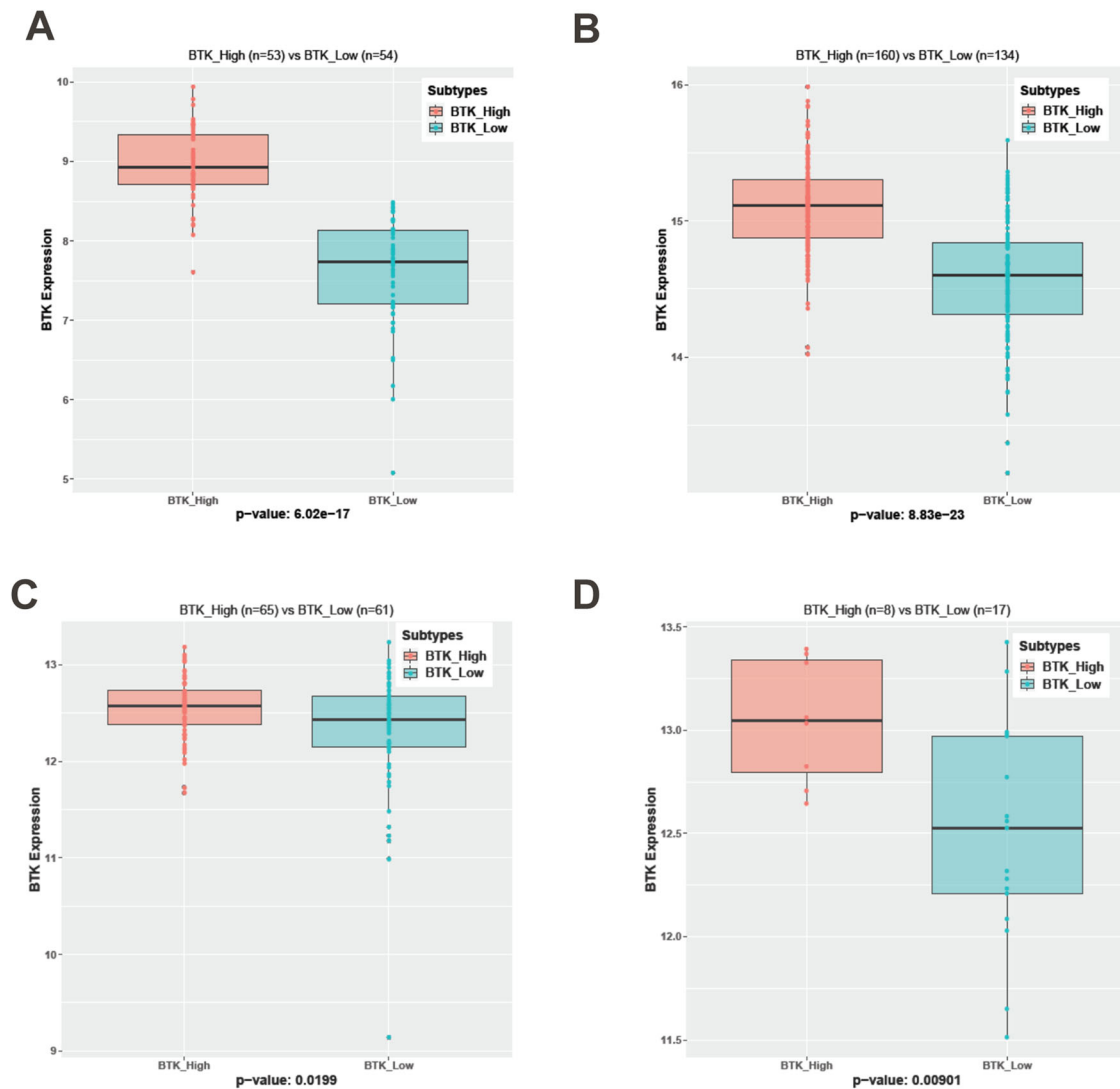 A
BTK_High (n=53) vs BTK_Low (n=54)
Subtypes
BTK_High
BTK_Low
BTK Expression
10
9
8
7
6
5
BTK_High
BTK_Low
p-value: 6.02e-17
B
BTK_High (n=160) vs BTK_Low (n=134)
Subtypes
BTK_High
BTK_Low
BTK Expression
16
15
14
BTK_High
BTK_Low
p-value: 8.83e-23
C
BTK_High (n=65) vs BTK_Low (n=61)
Subtypes
BTK_High
BTK_Low
BTK Expression
13
12
11
10
9
BTK_High
BTK_Low
p-value: 0.0199
D
BTK_High (n=8) vs BTK_Low (n=17)
Subtypes
BTK_High
BTK_Low
BTK Expression
13.5
13.0
12.5
12.0
11.5
BTK_High
BTK_Low
p-value: 0.00901